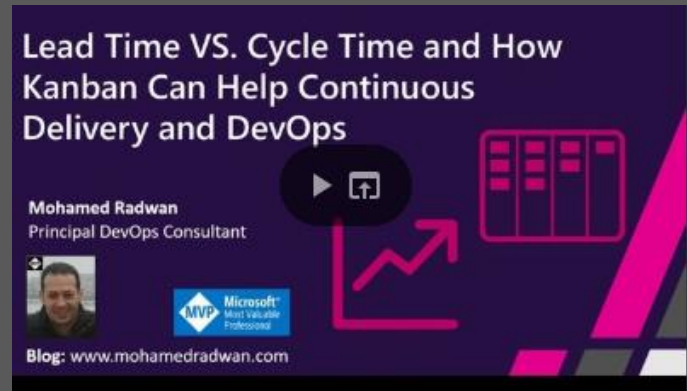 Lead Time VS. Cycle Time and How
Kanban Can Help Continuous
Delivery and DevOps
Mohamed Radwan
Principal DevOps Consultant
MVP
Microsoft®
Most Valuable
Professional
Blog: www.mohamedradwan.com